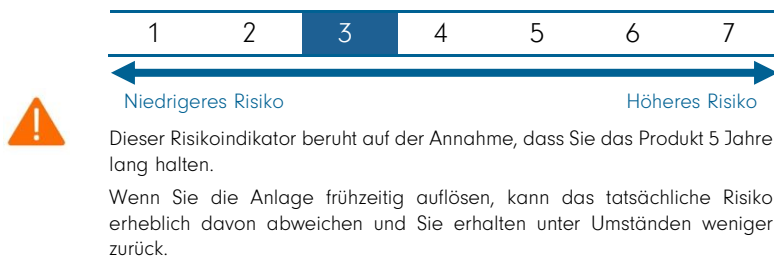 1 2 3 4 5 6 7
Niedrigeres Risiko Höheres Risiko
Dieser Risikoindikator beruht auf der Annahme, dass Sie das Produkt 5 Jahre
lang halten.
Wenn Sie die Anlage frühzeitig auflösen, kann das tatsächliche Risiko
erheblich davon abweichen und Sie erhalten unter Umständen weniger
zurück.